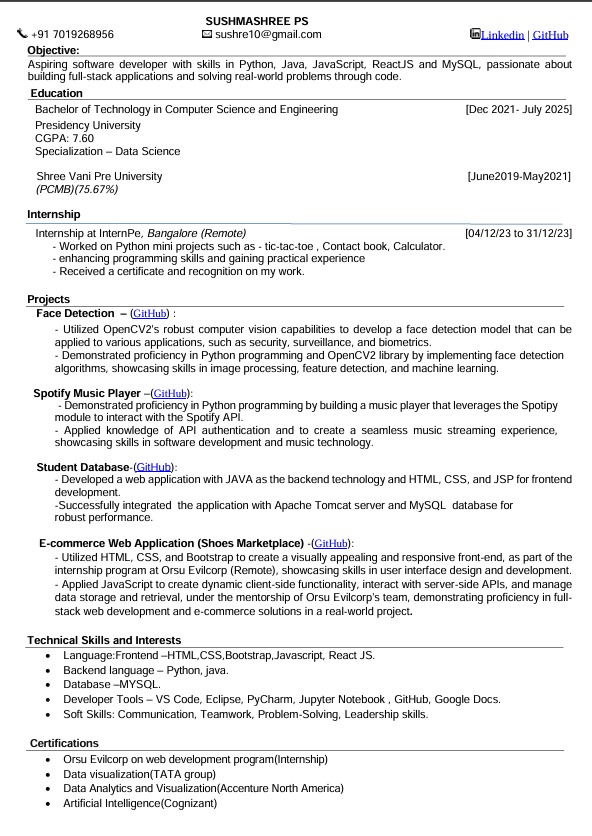 SUSHMASHREE PS
+91 7019268956 sushre10@gmail.com Linkedin | GitHub
Objective:
Aspiring software developer with skills in Python, Java, JavaScript, ReactJS and MySQL, passionate about
building full-stack applications and solving real-world problems through code.
Education
Bachelor of Technology in Computer Science and Engineering [Dec 2021- July 2025]
Presidency University
CGPA: 7.60
Specialization – Data Science
Shree Vani Pre University [June2019-May2021]
(PCMB)(75.67%)
Internship
Internship at InternPe, Bangalore (Remote) [04/12/23 to 31/12/23]
- Worked on Python mini projects such as - tic-tac-toe , Contact book, Calculator.
- enhancing programming skills and gaining practical experience
- Received a certificate and recognition on my work.
Projects
Face Detection – (GitHub) :
- Utilized OpenCV2's robust computer vision capabilities to develop a face detection model that can be
applied to various applications, such as security, surveillance, and biometrics.
- Demonstrated proficiency in Python programming and OpenCV2 library by implementing face detection
algorithms, showcasing skills in image processing, feature detection, and machine learning.
Spotify Music Player –(GitHub):
- Demonstrated proficiency in Python programming by building a music player that leverages the Spotipy
module to interact with the Spotify API.
- Applied knowledge of API authentication and to create a seamless music streaming experience,
showcasing skills in software development and music technology.
Student Database-(GitHub):
- Developed a web application with JAVA as the backend technology and HTML, CSS, and JSP for frontend
development.
-Successfully integrated the application with Apache Tomcat server and MySQL database for
robust performance.
E-commerce Web Application (Shoes Marketplace) -(GitHub):
- Utilized HTML, CSS, and Bootstrap to create a visually appealing and responsive front-end, as part of the
internship program at Orsu Evilcorp (Remote), showcasing skills in user interface design and development.
- Applied JavaScript to create dynamic client-side functionality, interact with server-side APIs, and manage
data storage and retrieval, under the mentorship of Orsu Evilcorp's team, demonstrating proficiency in full-
stack web development and e-commerce solutions in a real-world project.
Technical Skills and Interests
• Language:Frontend –HTML,CSS,Bootstrap,Javascript, React JS.
• Backend language – Python, java.
• Database –MYSQL.
• Developer Tools – VS Code, Eclipse, PyCharm, Jupyter Notebook , GitHub, Google Docs.
• Soft Skills: Communication, Teamwork, Problem-Solving, Leadership skills.
Certifications
• Orsu Evilcorp on web development program(Internship)
• Data visualization(TATA group)
• Data Analytics and Visualization(Accenture North America)
• Artificial Intelligence(Cognizant)